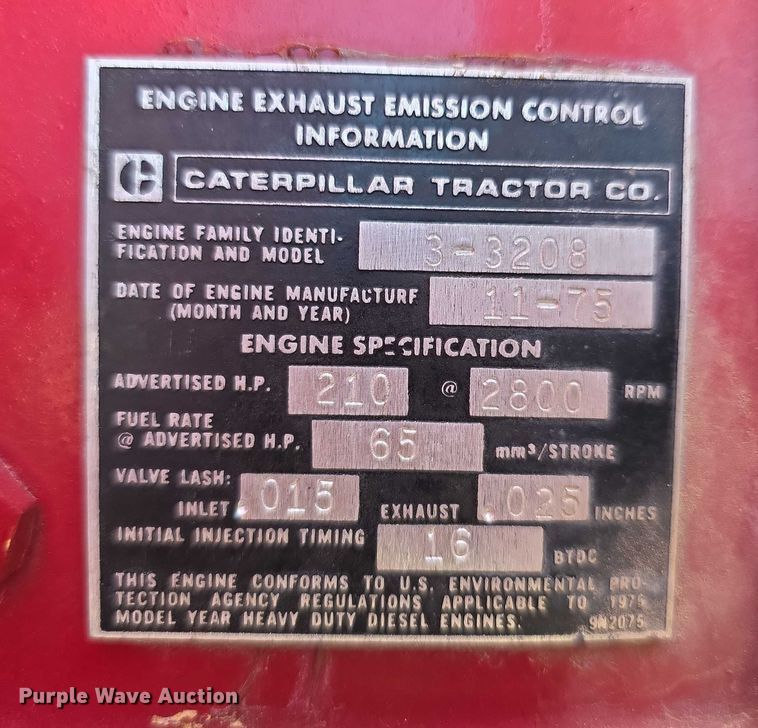 ENGINE EXHAUST EMISSION CONTROL
INFORMATION
CATERPILLAR TRACTOR CO.
ENGINE FAMILY IDENTI-
FICATION AND MODEL 3-3208
DATE OF ENGINE MANUFACTURE
(MONTH AND YEAR) 11-75
ENGINE SPECIFICATION
ADVERTISED H.P. 210 @ 2800 RPM
FUEL RATE
@ ADVERTISED H.P. 65 mm³/STROKE
VALVE LASH:
INLET .015 EXHAUST .025 INCHES
INITIAL INJECTION TIMING 16 BTDC
THIS ENGINE CONFORMS TO U.S. ENVIRONMENTAL PRO-
TECTION AGENCY REGULATIONS APPLICABLE TO
MODEL YEAR HEAVY DUTY DIESEL ENGINES. 9N2075
Purple Wave Auction